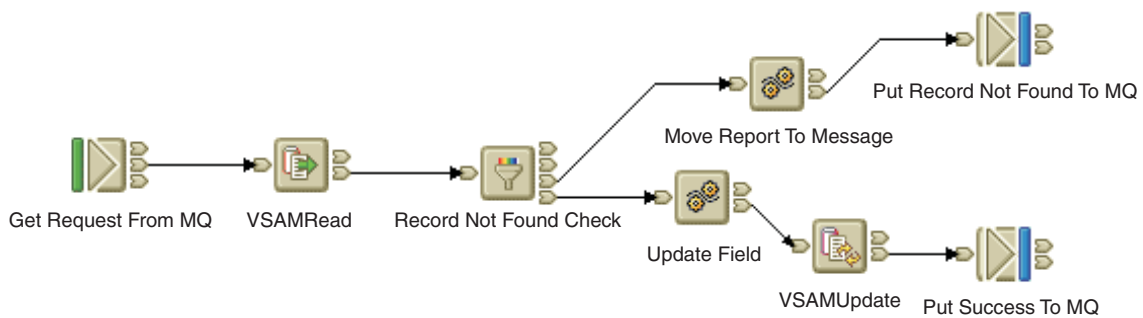 Put Record Not Found To MQ
Move Report To Message
Get Request From MQ
VSAMRead
Record Not Found Check
Update Field
VSAMUpdate
Put Success To MQ